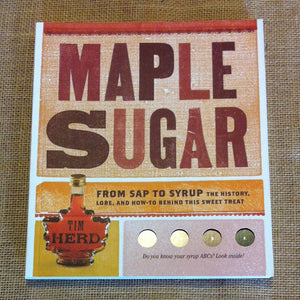 MAPLE
SUGAR
FROM SAP TO SYRUP THE HISTORY,
LORE, AND HOW-TO BEHIND THIS SWEET TREAT
TIM
HERD
Do you know your syrup ABCs? Look inside!